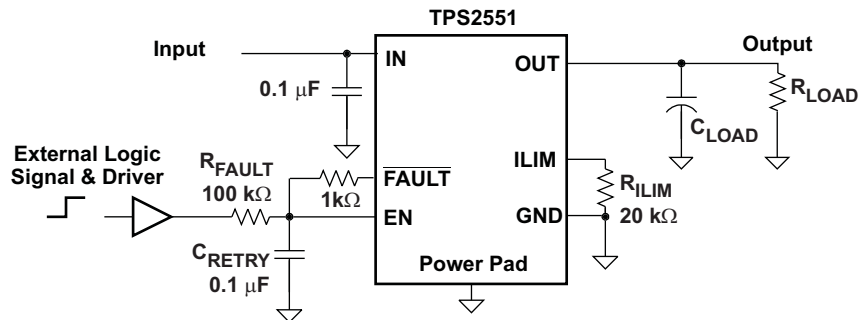 TPS2551
Input
IN
0.1 μF
OUT
Output
R_LOAD
C_LOAD
External Logic
Signal & Driver
R_FAULT
100 kΩ
1kΩ
FAULT
EN
C_RETRY
0.1 μF
ILIM
R_ILIM
20 kΩ
GND
Power Pad